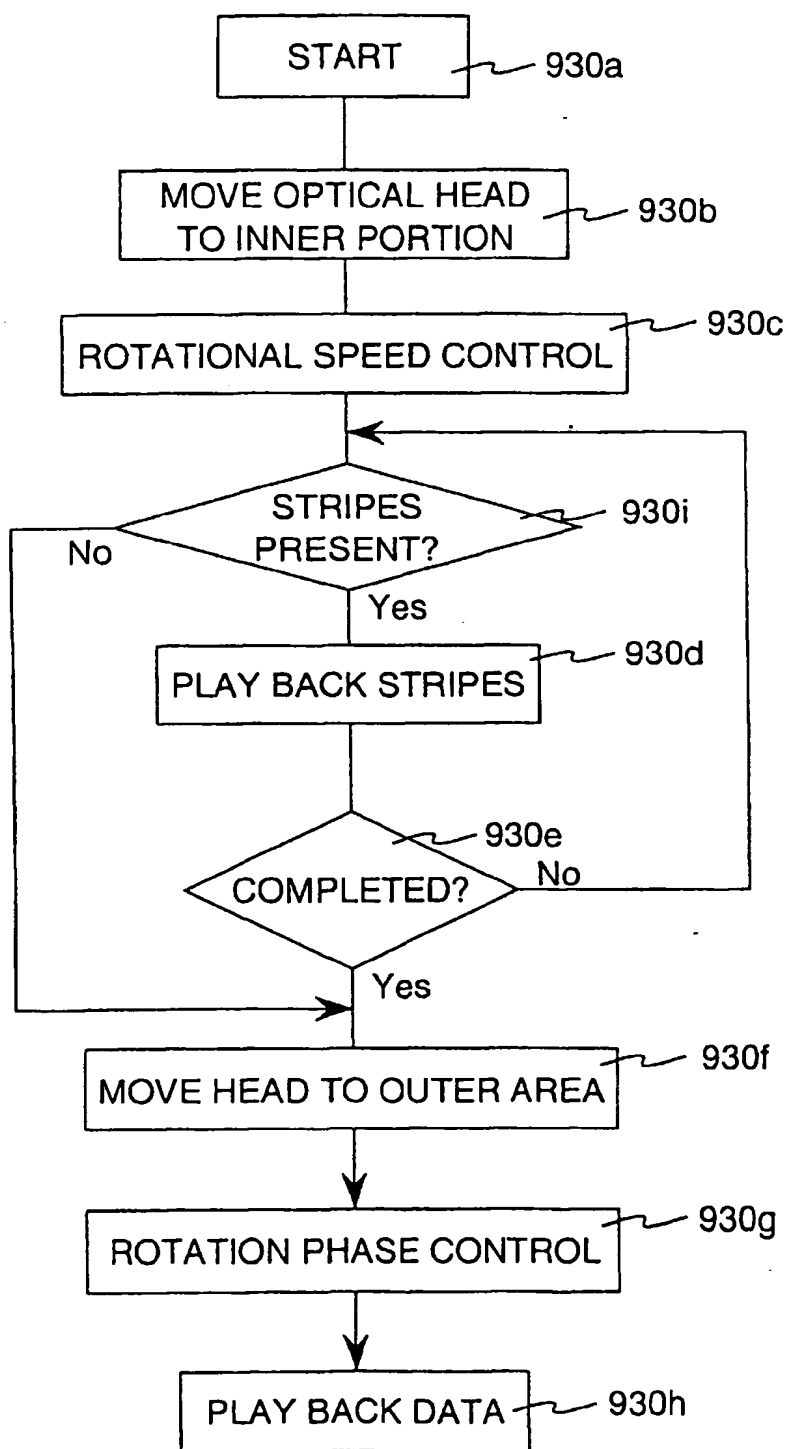 START
930a
MOVE OPTICAL HEAD
TO INNER PORTION
930b
930c
ROTATIONAL SPEED CONTROL
STRIPES
PRESENT?
930i
No
Yes
930d
PLAY BACK STRIPES
930e
COMPLETED?
No
Yes
930f
MOVE HEAD TO OUTER AREA
930g
ROTATION PHASE CONTROL
PLAY BACK DATA
930h